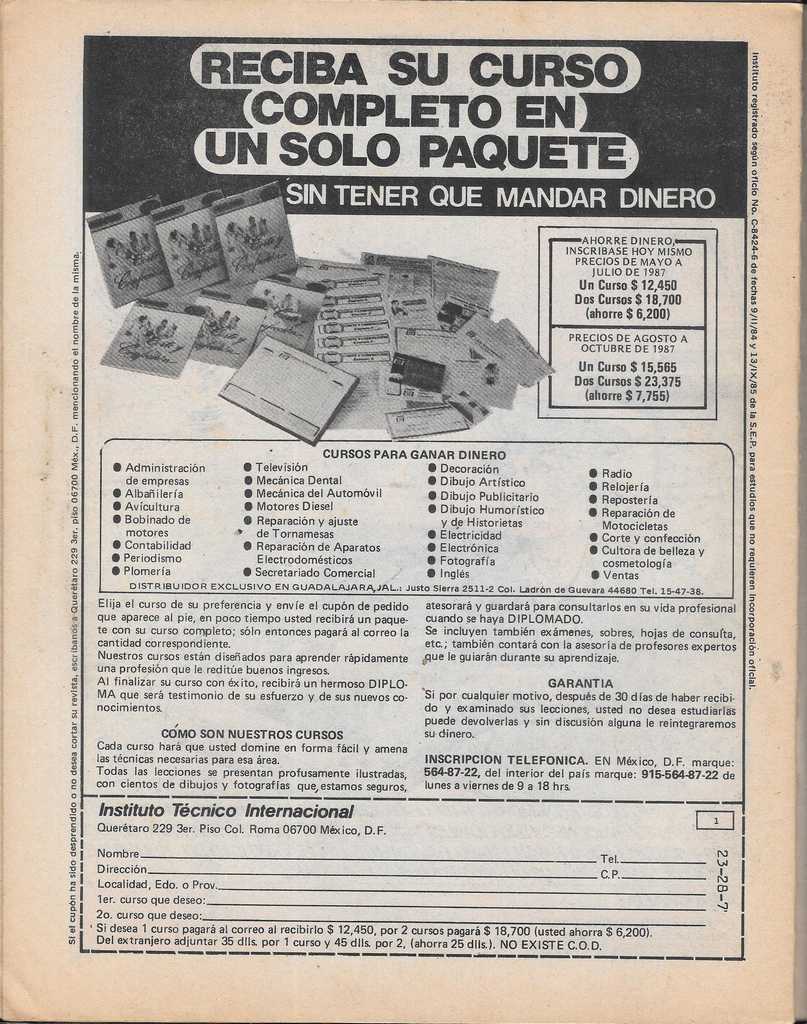 RECIBA SU CURSO
COMPLETO EN
UN SOLO PAQUETE
SIN TENER QUE MANDAR DINERO
AHORRE DINERO,
INSCRIBASE HOY MISMO
PRECIOS DE MAYO A
JULIO DE 1987
Un Curso $ 12,450
Dos Cursos $ 18,700
(ahorre $ 6,200)
PRECIOS DE AGOSTO A
OCTUBRE DE 1987
Un Curso $ 15,565
Dos Cursos $ 23,375
(ahorre $ 7,755)
CURSOS PARA GANAR DINERO
● Administración
de empresas
● Albañilería
● Avicultura
● Bobinado de
motores
● Contabilidad
● Periodismo
● Plomería
● Televisión
● Mecánica Dental
● Mecánica del Automóvil
● Motores Diesel
● Reparación y ajuste
de Tornamesas
● Reparación de Aparatos
Electrodomésticos
● Secretariado Comercial
● Decoración
● Dibujo Artístico
● Dibujo Publicitario
● Dibujo Humorístico
y de Historietas
● Electricidad
● Electrónica
● Fotografía
● Inglés
● Radio
● Relojería
● Repostería
● Reparación de
Motocicletas
● Corte y confección
● Cultora de belleza y
cosmetología
● Ventas
DISTRIBUIDOR EXCLUSIVO EN GUADALAJARA, JAL.: Justo Sierra 2511-2 Col. Ladrón de Guevara 44680 Tel. 15-47-38.
Elija el curso de su preferencia y envíe el cupón de pedido
que aparece al pie, en poco tiempo usted recibirá un paque-
te con su curso completo; sóln entonces pagará al correo la
cantidad correspondiente.
Nuestros cursos están diseñados para aprender rápidamente
una profesión que le reditúe buenos ingresos.
Al finalizar su curso con éxito, recibirá un hermoso DIPLO-
MA que será testimonio de su esfuerzo y de sus nuevos co-
nocimientos.
CÓMO SON NUESTROS CURSOS
Cada curso hará que usted domine en forma fácil y amena
las técnicas necesarias para esa área.
Todas las lecciones se presentan profusamente ilustradas,
con cientos de dibujos y fotografías que estamos seguros,
atesorará y guardará para consultarlos en su vida profesional
cuando se haya DIPLOMADO.
Se incluyen también exámenes, sobres, hojas de consulta,
etc.; también contará con la asesoría de profesores expertos
que le guiarán durante su aprendizaje.
GARANTIA
Si por cualquier motivo, después de 30 días de haber recibi-
do y examinado sus lecciones, usted no desea estudiarlas
puede devolverlas y sin discusión alguna le reintegraremos
su dinero.
INSCRIPCION TELEFONICA. EN México, D.F. marque:
564-87-22, del interior del país marque: 915-564-87-22 de
lunes a viernes de 9 a 18 hrs.
Instituto Técnico Internacional
Querétaro 229 3er. Piso Col. Roma 06700 México, D.F.
1
Nombre Tel.
Dirección C.P.
Localidad, Edo. o Prov.
1er. curso que deseo:
2o. curso que deseo:
Si desea 1 curso pagará al correo al recibirlo $ 12,450, por 2 cursos pagará $ 18,700 (usted ahorra $ 6,200).
Del extranjero adjuntar 35 dlls. por 1 curso y 45 dlls. por 2, (ahorra 25 dlls.). NO EXISTE C.O.D.
23-28-7
Si el cupón ha sido desprendido o no desea cortar su revista, escríbanos a Querétaro 229 3er. piso 06700 Méx., D.F. mencionando el nombre de la misma.
Instituto registrado según oficio No. C-8424-6 de fechas 9/II/84 y 13/IX/85 de la S.E.P. para estudios que no requieren incorporación oficial.